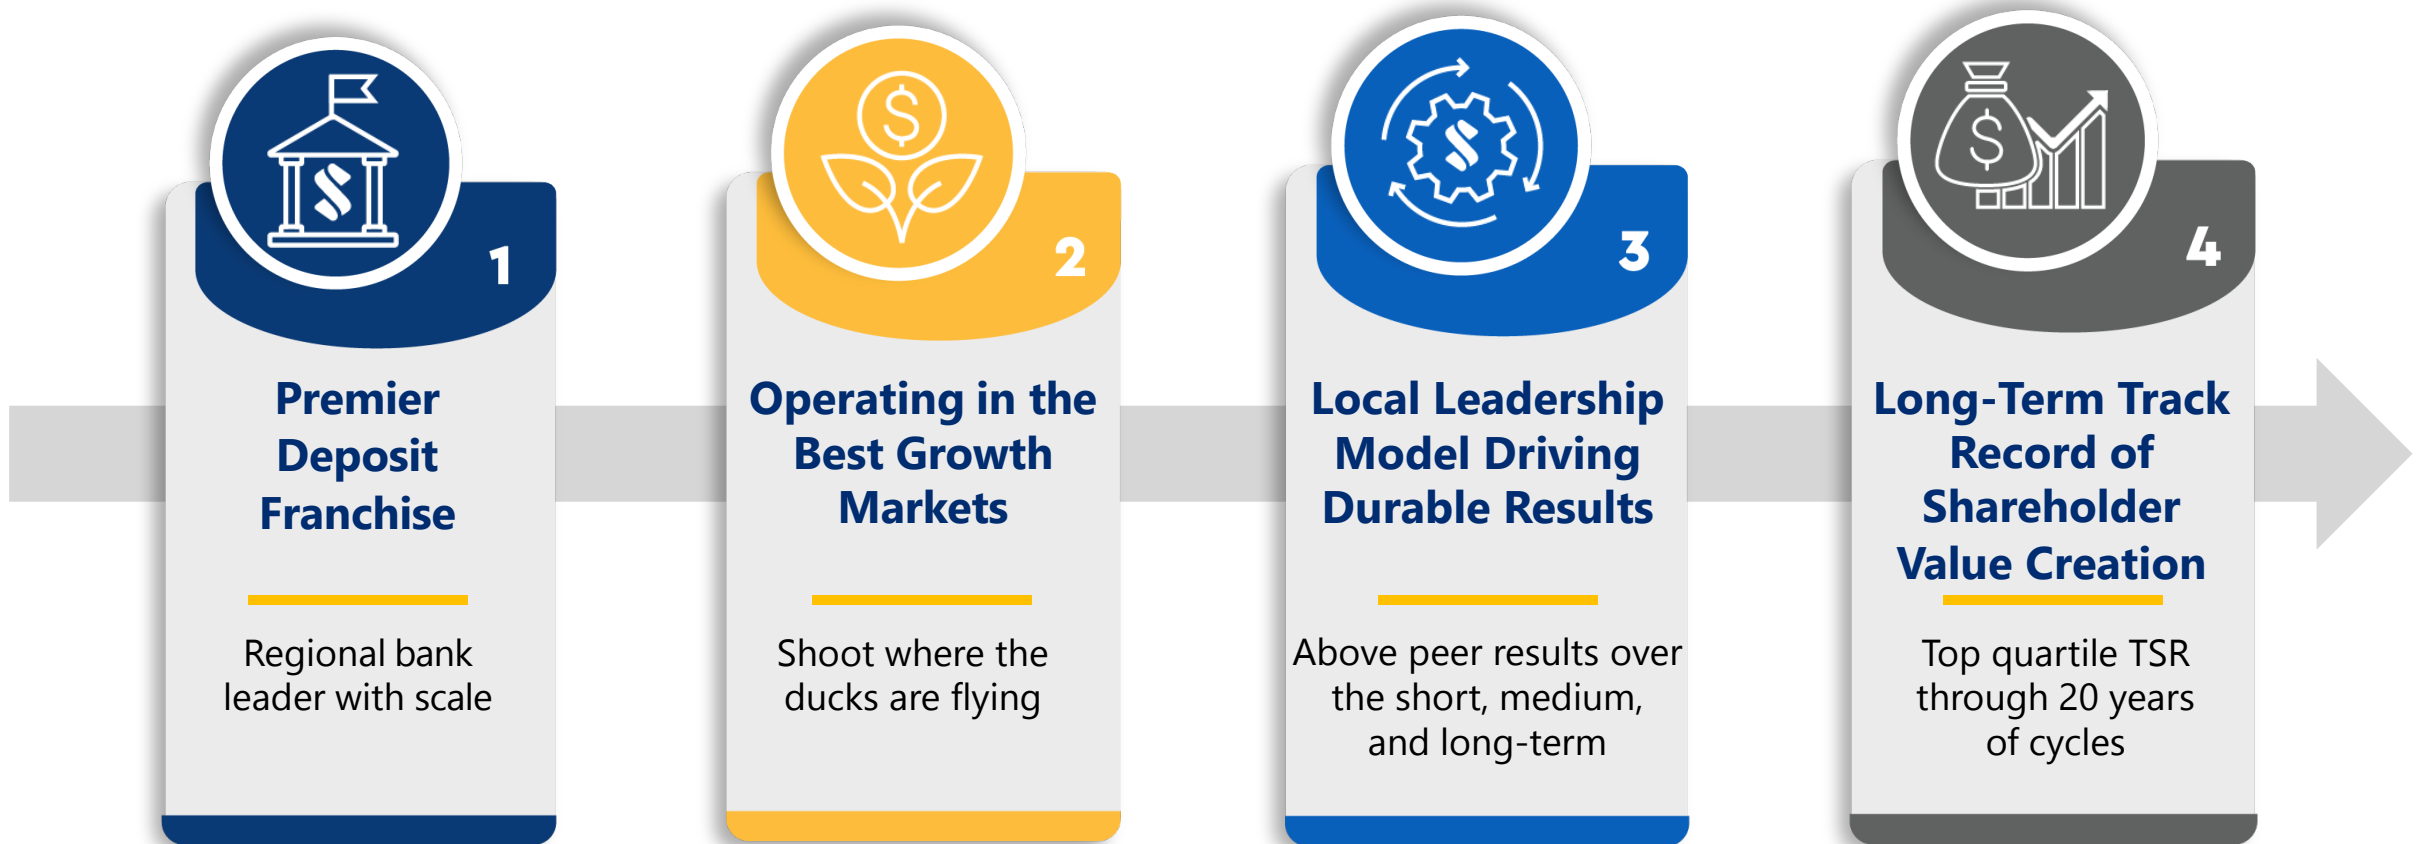 1
Premier
Deposit
Franchise
Regional bank
leader with scale
2
Operating in the
Best Growth
Markets
Shoot where the
ducks are flying
3
Local Leadership
Model Driving
Durable Results
Above peer results over
the short, medium,
and long-term
4
Long-Term Track
Record of
Shareholder
Value Creation
Top quartile TSR
through 20 years
of cycles